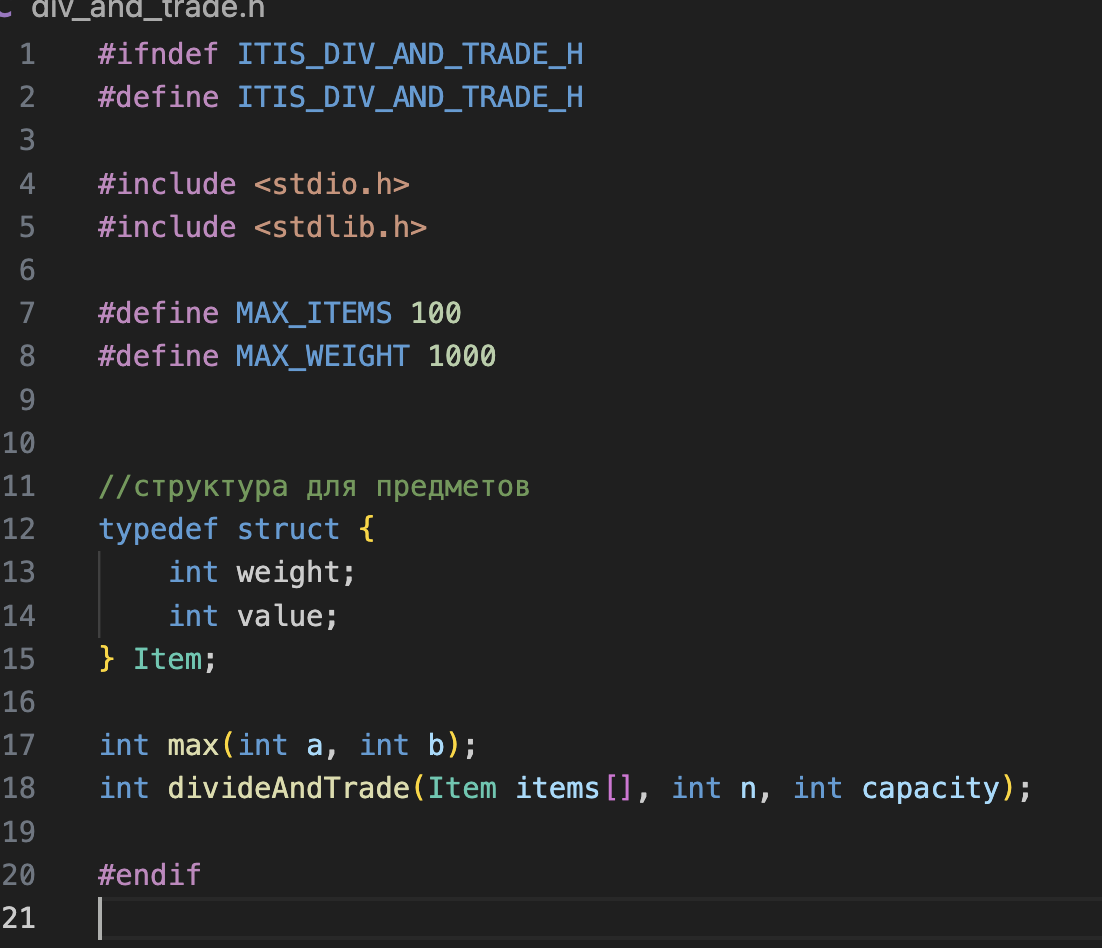 div_and_trade.h
1 #ifndef ITIS_DIV_AND_TRADE_H
2 #define ITIS_DIV_AND_TRADE_H
3
4 #include <stdio.h>
5 #include <stdlib.h>
6
7 #define MAX_ITEMS 100
8 #define MAX_WEIGHT 1000
9
10
11 //структура для предметов
12 typedef struct {
13     int weight;
14     int value;
15 } Item;
16
17 int max(int a, int b);
18 int divideAndTrade(Item items[], int n, int capacity);
19
20 #endif
21